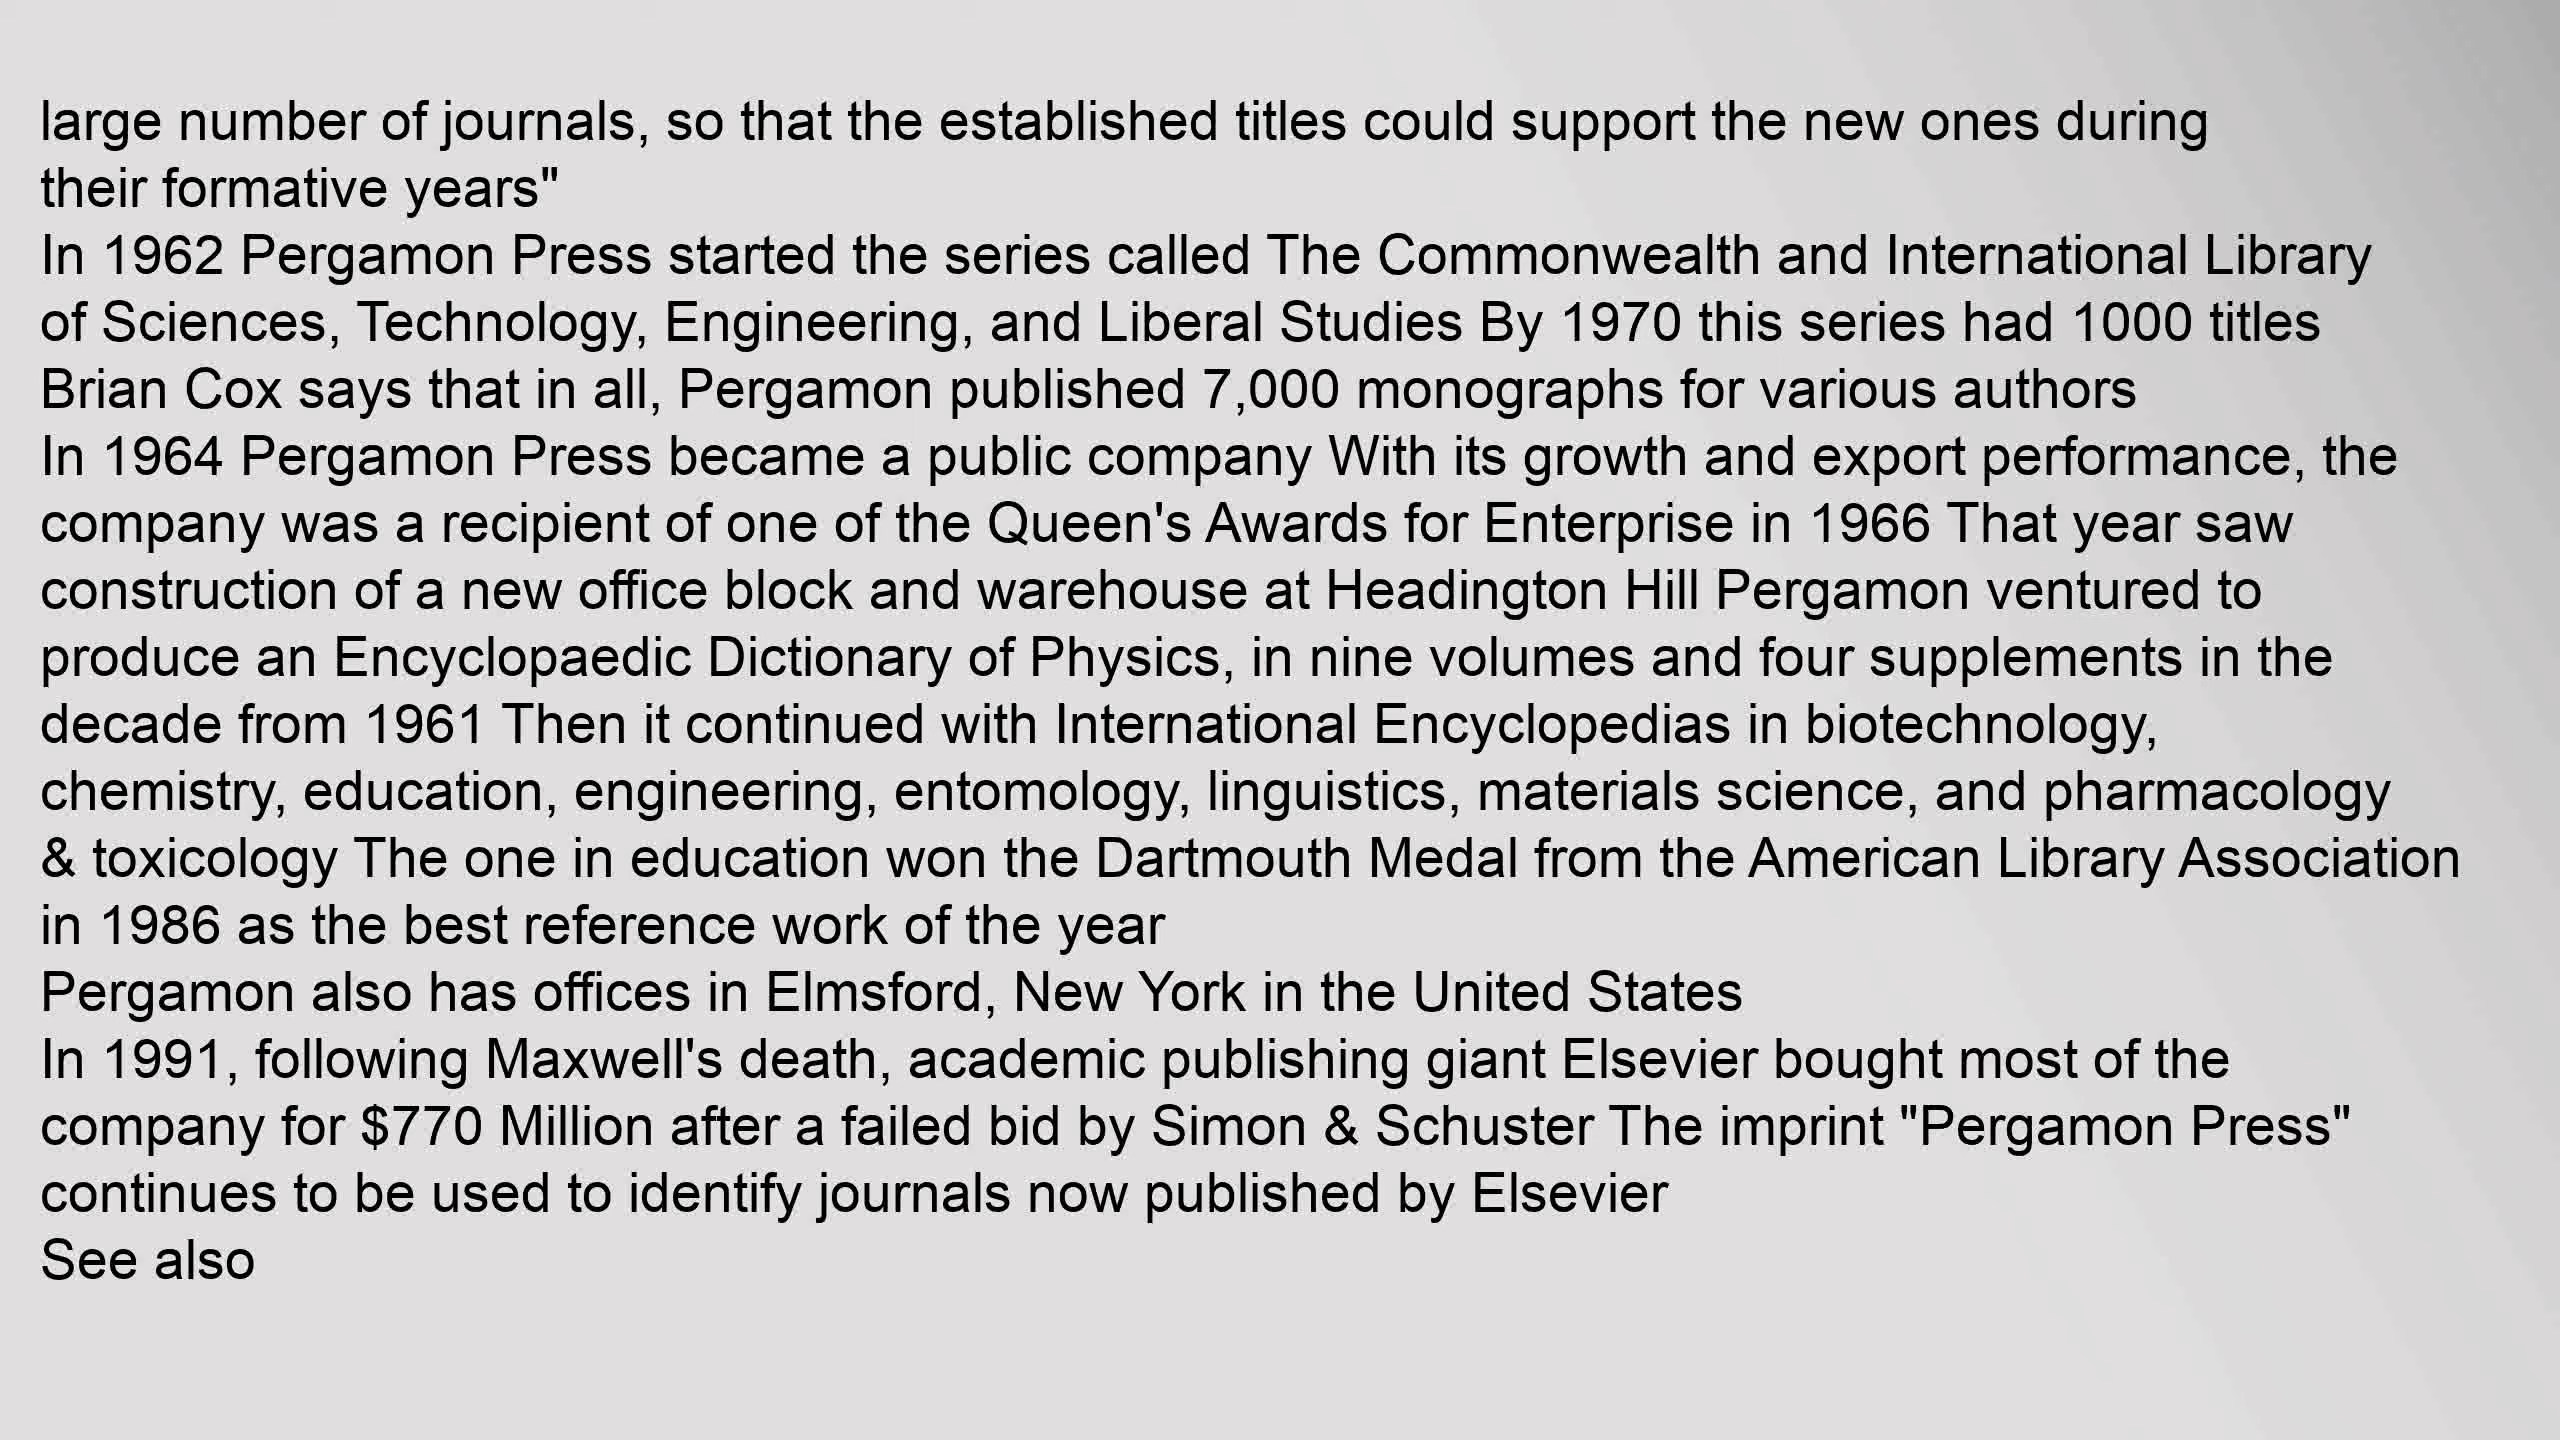 large number of journals, so that the established titles could support the new ones during
their formative years"
In 1962 Pergamon Press started the series called The Commonwealth and International Library
of Sciences, Technology, Engineering, and Liberal Studies By 1970 this series had 1000 titles
Brian Cox says that in all, Pergamon published 7,000 monographs for various authors
In 1964 Pergamon Press became a public company With its growth and export performance, the
company was a recipient of one of the Queen's Awards for Enterprise in 1966 That year saw
construction of a new office block and warehouse at Headington Hill Pergamon ventured to
produce an Encyclopaedic Dictionary of Physics, in nine volumes and four supplements in the
decade from 1961 Then it continued with International Encyclopedias in biotechnology,
chemistry, education, engineering, entomology, linguistics, materials science, and pharmacology
& toxicology The one in education won the Dartmouth Medal from the American Library Association
in 1986 as the best reference work of the year
Pergamon also has offices in Elmsford, New York in the United States
In 1991, following Maxwell's death, academic publishing giant Elsevier bought most of the
company for $770 Million after a failed bid by Simon & Schuster The imprint "Pergamon Press"
continues to be used to identify journals now published by Elsevier
See also